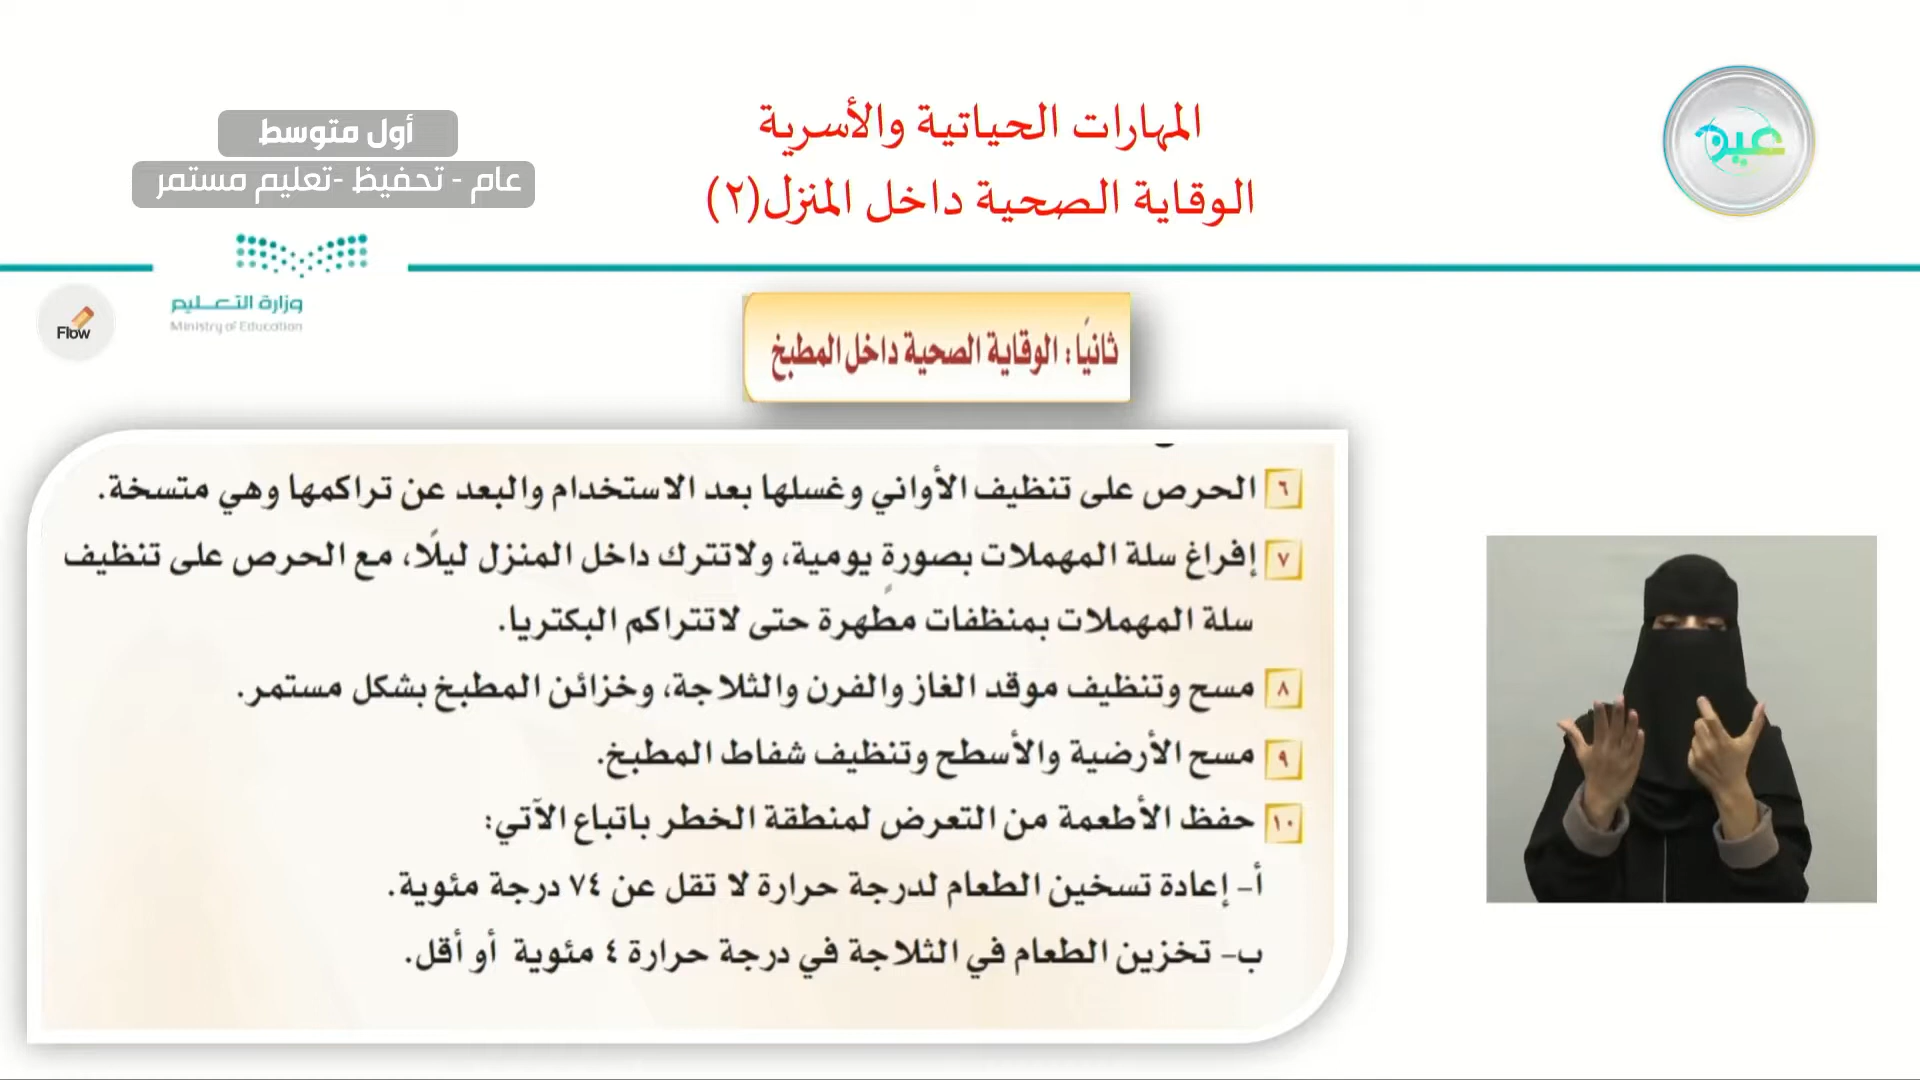 المهارات الحياتية والأسرية
الوقاية الصحية داخل المنزل(٢)
عين
أول متوسط
عام - تحفيظ -تعليم مستمر
وزارة التعـــليم
Ministry of Education
Flow
ثانيًا: الوقاية الصحية داخل المطبخ
٦ الحرص على تنظيف الأواني وغسلها بعد الاستخدام والبعد عن تراكمها وهي متسخة.
٧ إفراغ سلة المهملات بصورةٍ يومية، ولاتترك داخل المنزل ليلًا، مع الحرص على تنظيف
سلة المهملات بمنظفات مطهرة حتى لاتتراكم البكتريا.
٨ مسح وتنظيف موقد الغاز والفرن والثلاجة، وخزائن المطبخ بشكل مستمر.
٩ مسح الأرضية والأسطح وتنظيف شفاط المطبخ.
١٠ حفظ الأطعمة من التعرض لمنطقة الخطر باتباع الآتي:
أ- إعادة تسخين الطعام لدرجة حرارة لا تقل عن ٧٤ درجة مئوية.
ب- تخزين الطعام في الثلاجة في درجة حرارة ٤ مئوية أو أقل.